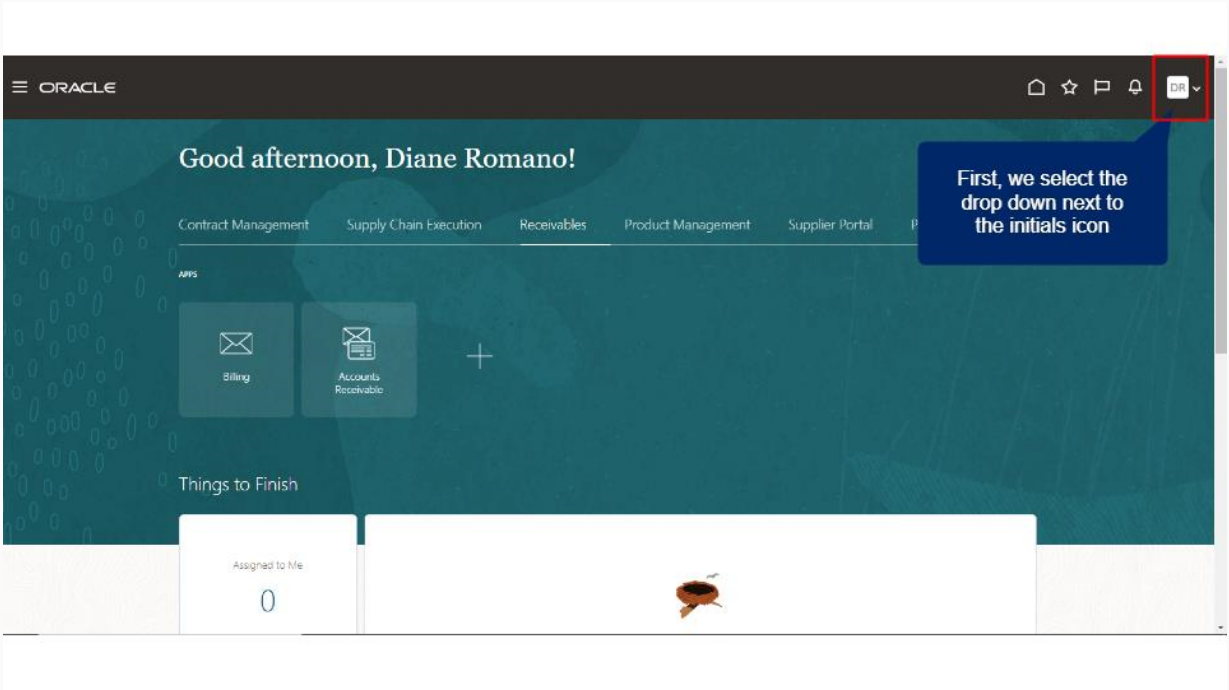 ORACLE
DR
Good afternoon, Diane Romano!
First, we select the
drop down next to
the initials icon
Contract Management Supply Chain Execution Receivables Product Management Supplier Portal P
APPS
Billing
Accounts
Receivable
Things to Finish
Assigned to Me
0